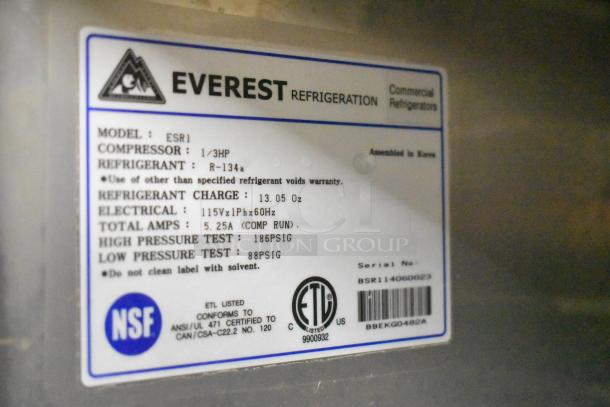 EVEREST REFRIGERATION
Commercial
Refrigerators
MODEL : ESR1
COMPRESSOR : 1/3HP
REFRIGERANT : R-134a
Assembled in Korea
*Use of other than specified refrigerant voids warranty.
REFRIGERANT CHARGE : 13.05 Oz
ELECTRICAL : 115Vx1Phx60Hz
TOTAL AMPS : 5.25A (COMP RUN).
HIGH PRESSURE TEST : 186PSIG
LOW PRESSURE TEST : 88PSIG
*Do not clean label with solvent.
GROUP
Serial No:
BSR114060023
BBEKG0482A
NSF
ETL LISTED
CONFORMS TO
ANSI/UL 471 CERTIFIED TO
CAN/CSA-C22.2 NO. 120
ETL
LISTED
C US
9900932